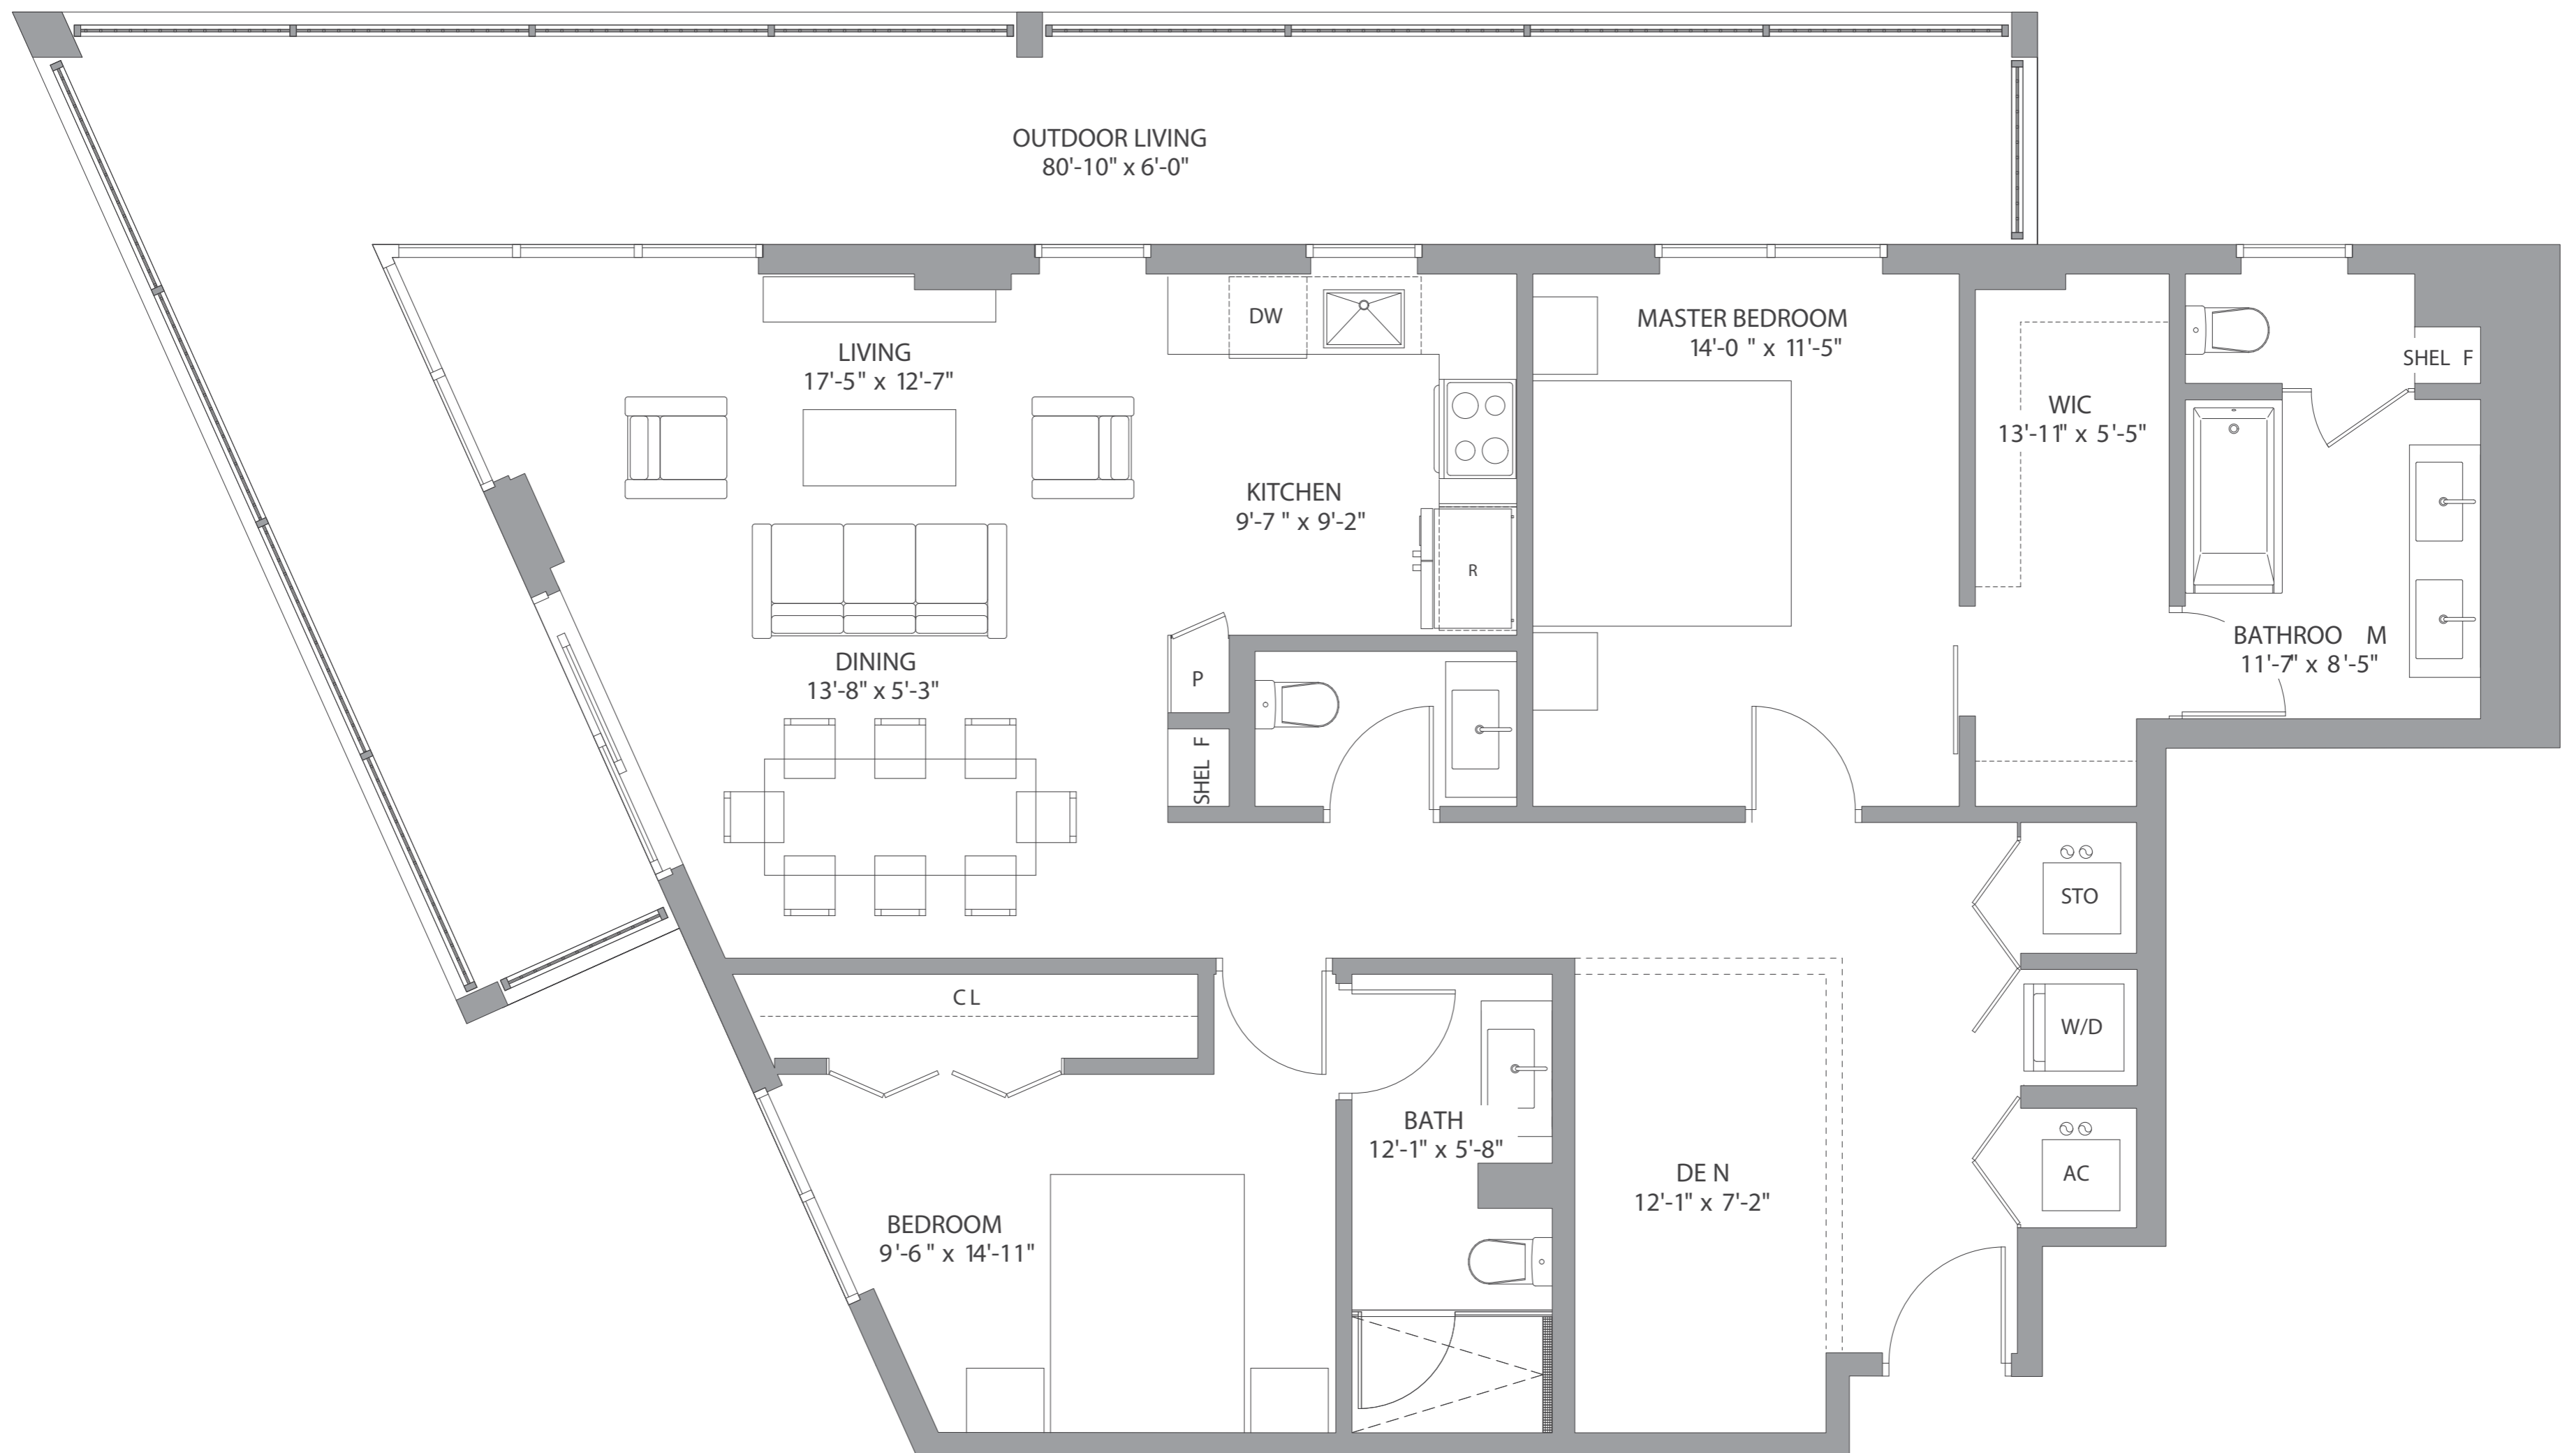 OUTDOOR LIVING
80'-10" x 6'-0"
LIVING
17'-5" x 12'-7"
DW
MASTER BEDROOM
14'-0 " x 11'-5"
SHEL F
WIC
13'-11" x 5'-5"
KITCHEN
9'-7 " x 9'-2"
R
BATHROO M
11'-7" x 8'-5"
DINING
13'-8" x 5'-3"
P
SHEL F
STO
CL
W/D
BATH
12'-1" x 5'-8"
DE N
12'-1" x 7'-2"
AC
BEDROOM
9'-6 " x 14'-11"